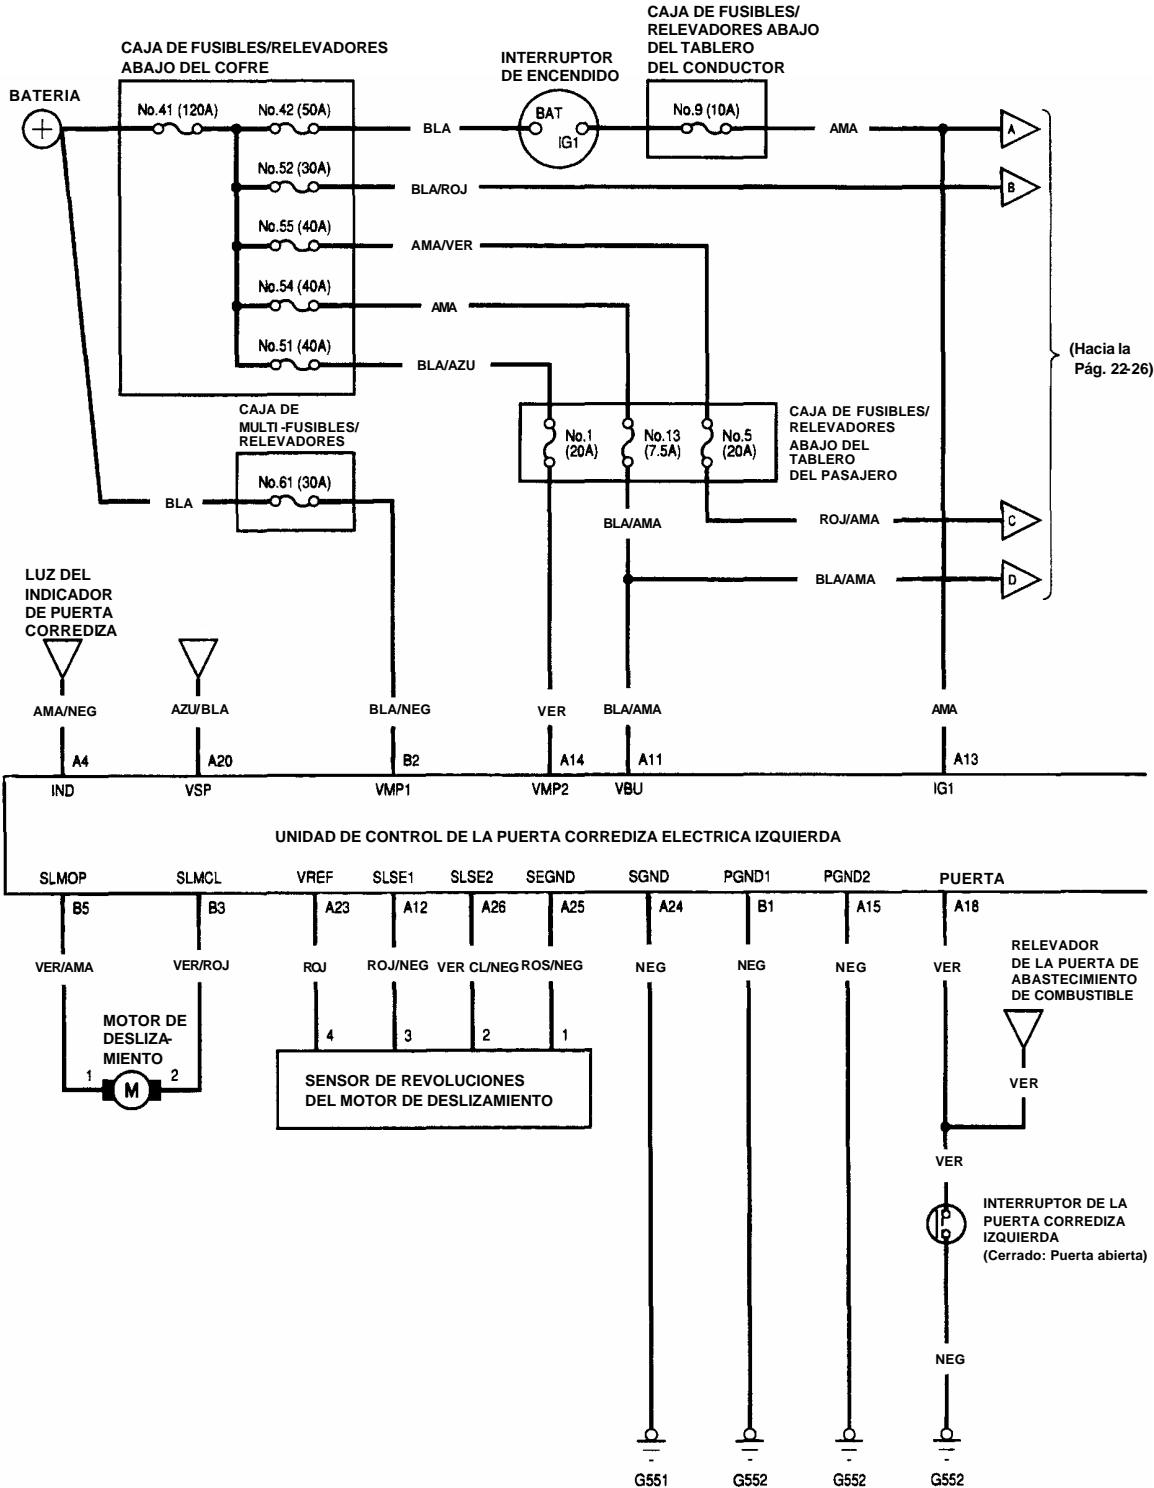 CAJA DE FUSIBLES/
RELEVADORES ABAJO
DEL TABLERO
DEL CONDUCTOR
CAJA DE FUSIBLES/RELEVADORES
ABAJO DEL COFRE
INTERRUPTOR
DE ENCENDIDO
BATERIA
No.41 (120A)
No.42 (50A)
BLA
BAT
IG1
No.9 (10A)
AMA
A
No.52 (30A)
BLA/ROJ
B
No.55 (40A)
AMA/VER
No.54 (40A)
AMA
No.51 (40A)
BLA/AZU
(Hacia la
Pág. 22-26)
CAJA DE
MULTI -FUSIBLES/
RELEVADORES
No.61 (30A)
BLA
No.1
(20A)
No.13
(7.5A)
No.5
(20A)
CAJA DE FUSIBLES/
RELEVADORES
ABAJO DEL
TABLERO
DEL PASAJERO
BLA/AMA
ROJ/AMA
C
BLA/AMA
D
LUZ DEL
INDICADOR
DE PUERTA
CORREDIZA
AMA/NEG
AZU/BLA
BLA/NEG
VER
BLA/AMA
AMA
A4
A20
B2
A14
A11
A13
IND
VSP
VMP1
VMP2
VBU
IG1
UNIDAD DE CONTROL DE LA PUERTA CORREDIZA ELECTRICA IZQUIERDA
SLMOP
SLMCL
VREF
SLSE1
SLSE2
SEGND
SGND
PGND1
PGND2
PUERTA
B5
B3
A23
A12
A26
A25
A24
B1
A15
A18
VER/AMA
VER/ROJ
ROJ
ROJ/NEG
VER CL/NEG
ROS/NEG
NEG
NEG
NEG
VER
RELEVADOR
DE LA PUERTA DE
ABASTECIMIENTO
DE COMBUSTIBLE
MOTOR DE
DESLIZA-
MIENTO
1
M
2
4
3
2
1
SENSOR DE REVOLUCIONES
DEL MOTOR DE DESLIZAMIENTO
VER
VER
INTERRUPTOR DE LA
PUERTA CORREDIZA
IZQUIERDA
(Cerrado: Puerta abierta)
NEG
G551
G552
G552
G552